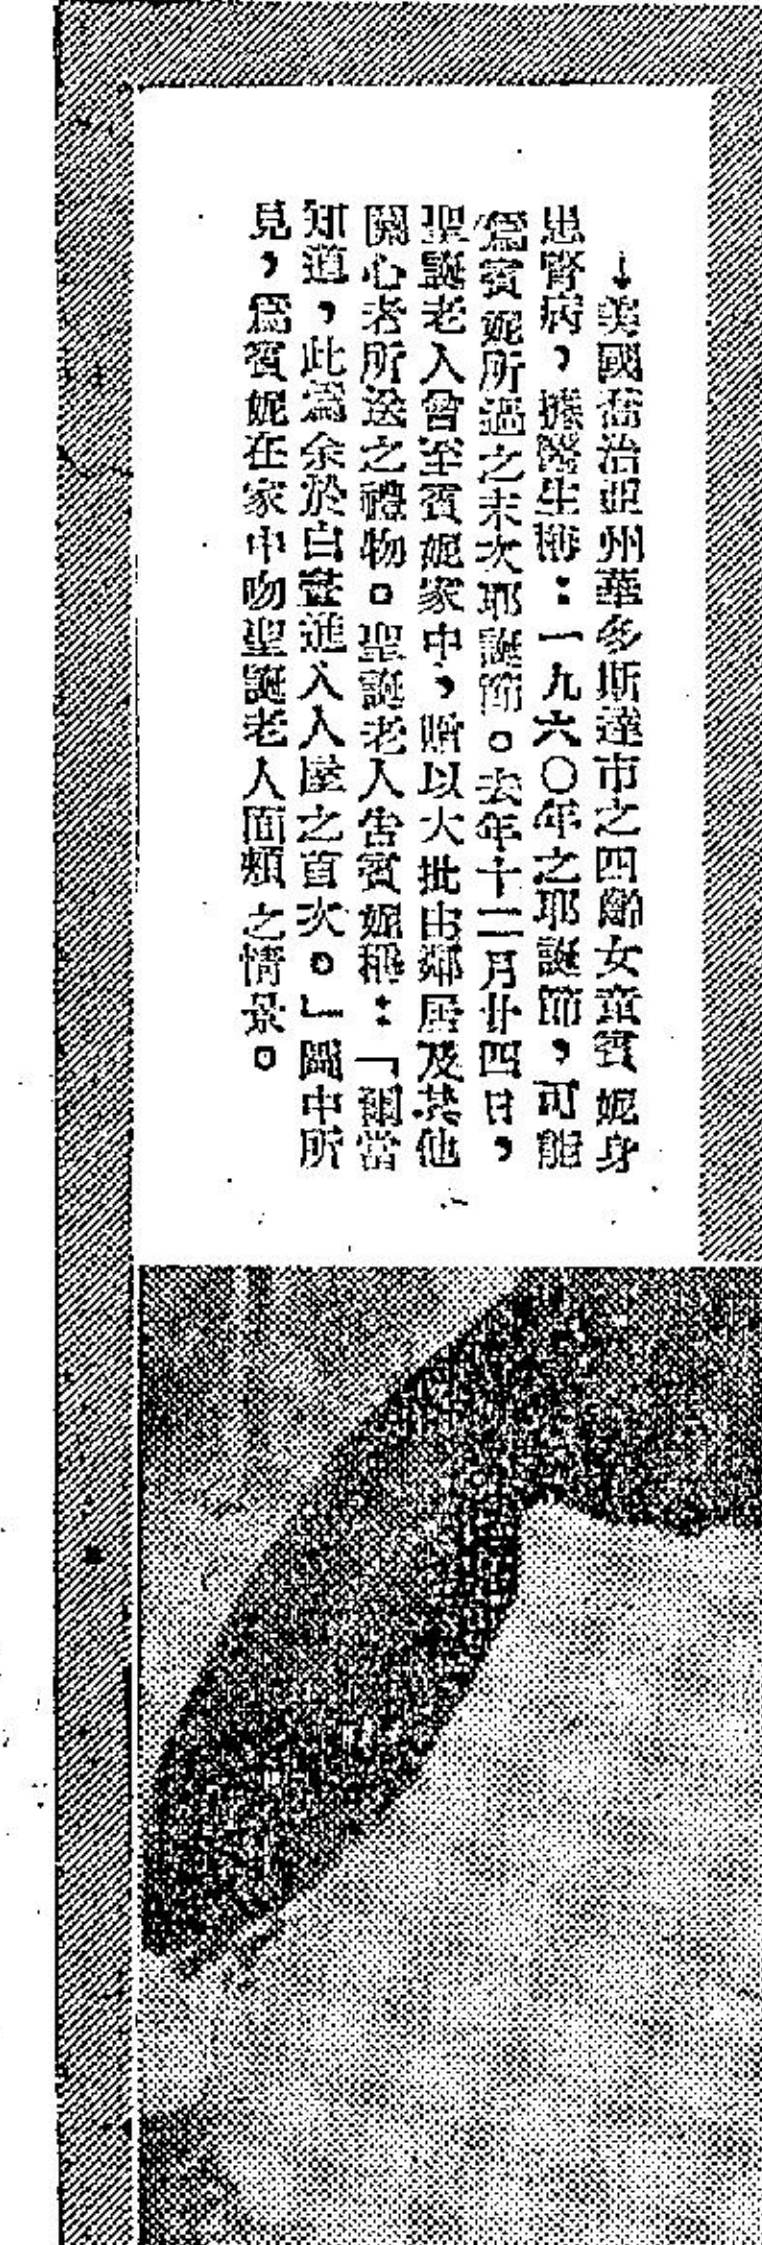 ↓美國喬治亞州華多斯達市之四齡女童賓妮身
患腎病，據醫生稱：一九六〇年之耶誕節，可能
為賓妮所過之末次耶誕節。去年十二月廿四日，
聖誕老人曾至賓妮家中，贈以大批由鄰居及其他
關心者所送之禮物。聖誕老人告賓妮稱：「爾當
知道，此為余於白晝進入人屋之首次。」圖中所
見，為賓妮在家中吻聖誕老人面頰之情景。